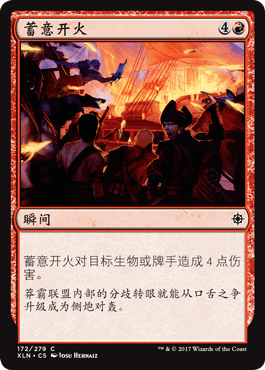 蓄意开火 4
瞬间
蓄意开火对目标生物或牌手造成 4 点伤
害。
莽霸联盟内部的分歧转眼就能从口舌之争
升级成为侧炮对轰。
172/279 C
XLN • CS Josu Hernaiz
™ & © 2017 Wizards of the Coast